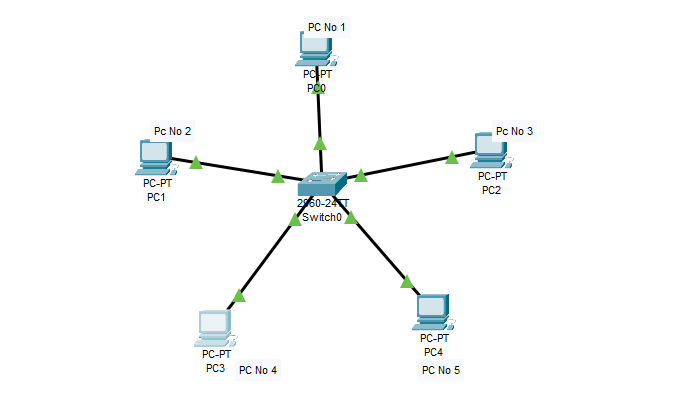 PC No 1
PC-PT
PC0
Pc No 2
PC-PT
PC1
Pc No 3
PC-PT
PC2
2960-24TT
Switch0
PC-PT
PC3
PC No 4
PC-PT
PC4
PC No 5